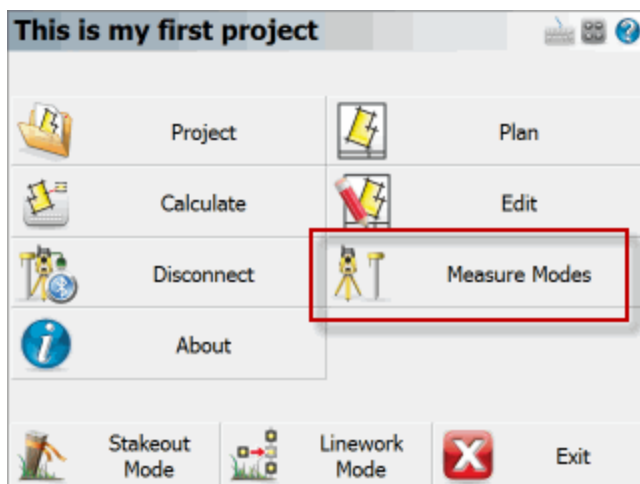 This is my first project
Project
Plan
Calculate
Edit
Disconnect
Measure Modes
About
Stakeout
Mode
Linework
Mode
Exit